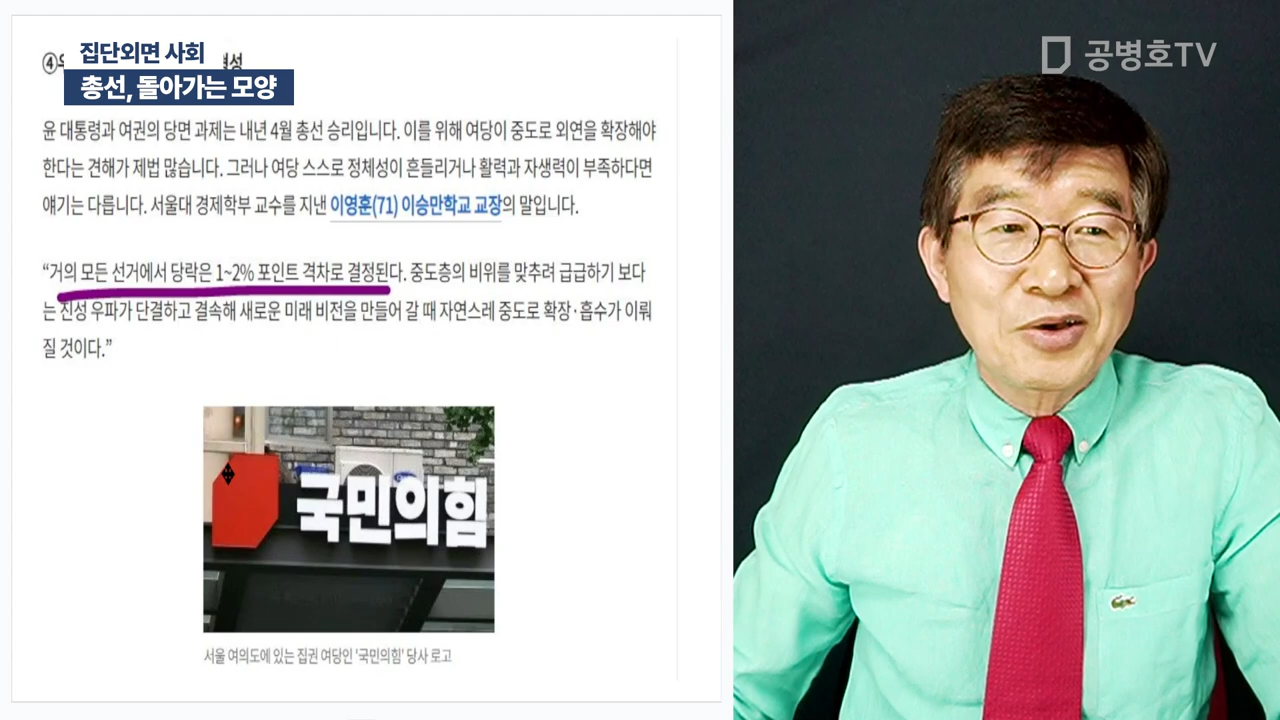 집단외면 사회
총선, 돌아가는 모양
공병호TV
윤 대통령과 여권의 당면 과제는 내년 4월 총선 승리입니다. 이를 위해 여당이 중도로 외연을 확장해야
한다는 견해가 제법 많습니다. 그러나 여당 스스로 정체성이 흔들리거나 활력과 자생력이 부족하다면
얘기는 다릅니다. 서울대 경제학부 교수를 지낸 이영훈(71) 이승만학교 교장의 말입니다.
“거의 모든 선거에서 당락은 1~2% 포인트 격차로 결정된다. 중도층의 비위를 맞추려 급급하기 보다
는 진성 우파가 단결하고 결속해 새로운 미래 비전을 만들어 갈 때 자연스레 중도로 확장·흡수가 이뤄
질 것이다.”
국민의힘
서울 여의도에 있는 집권 여당인 '국민의힘' 당사 로고